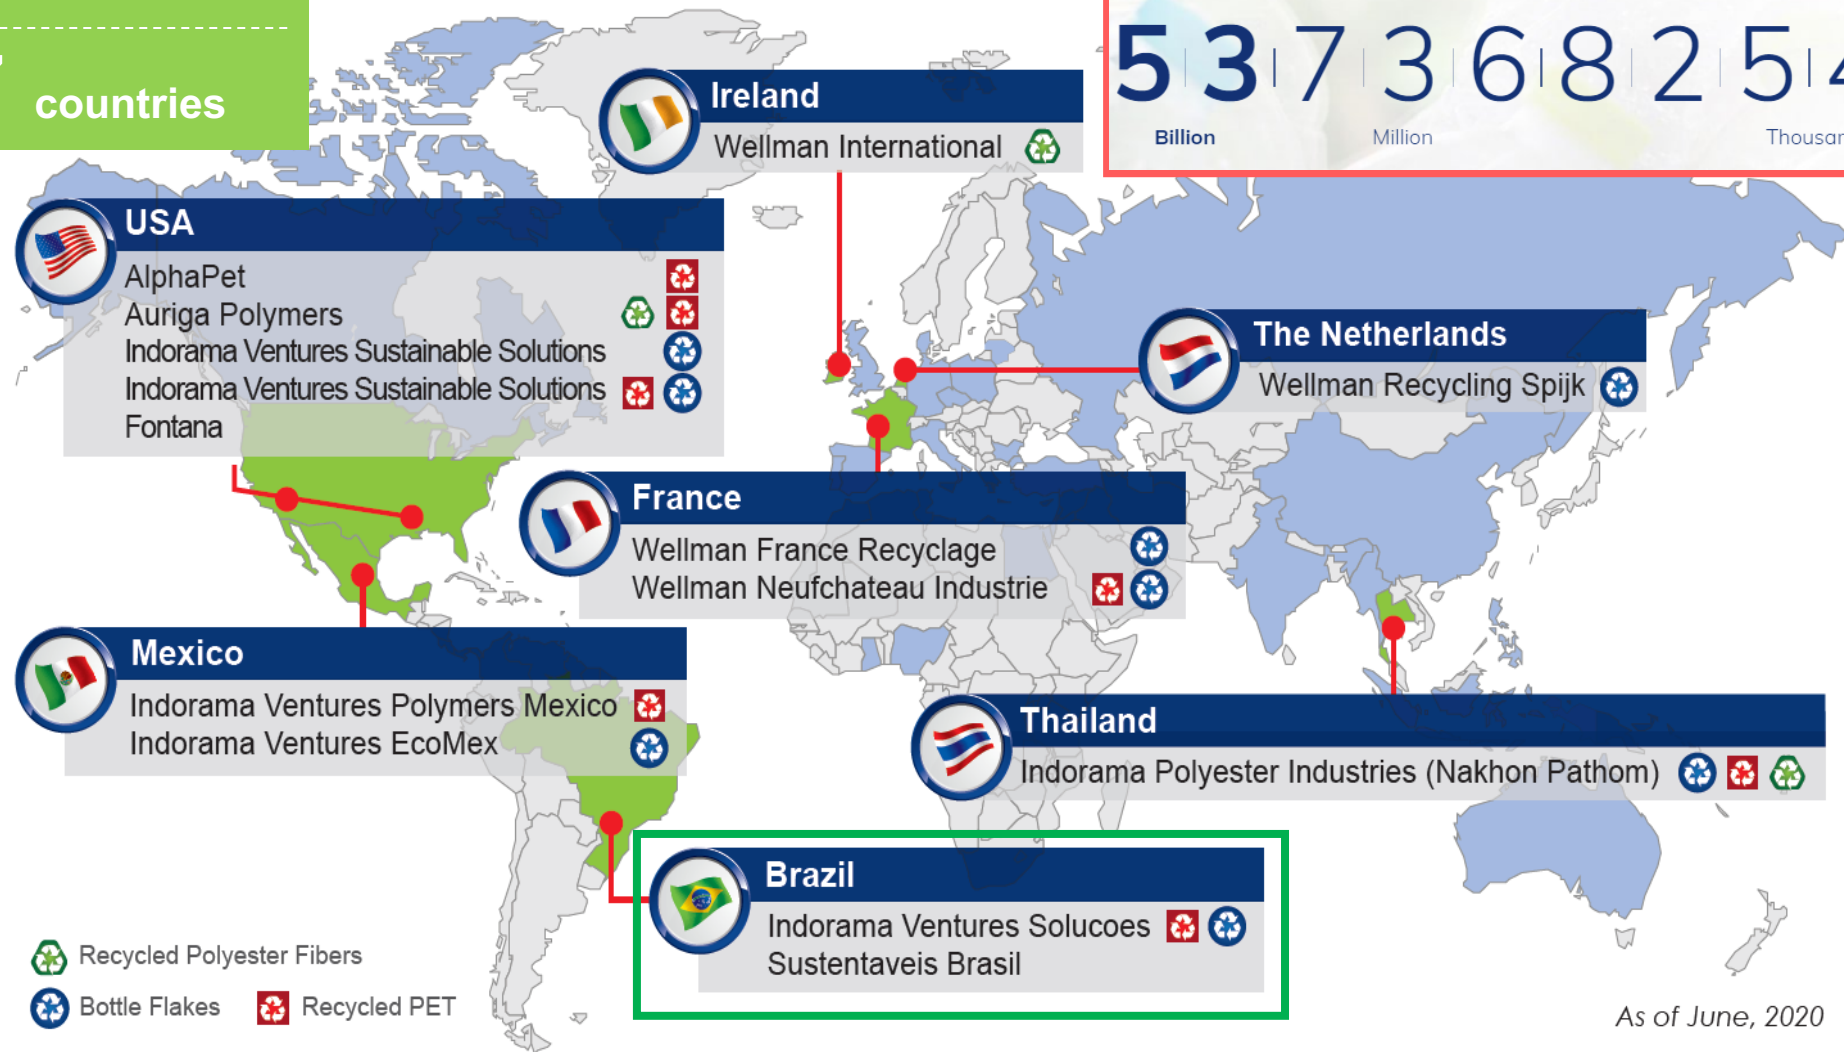 countries
5 3 7 3 6 8 2 5
Billion
Million
Ireland
Wellman International
USA
AlphaPet
Auriga Polymers
Indorama Ventures Sustainable Solutions
Indorama Ventures Sustainable Solutions
Fontana
The Netherlands
Wellman Recycling Spijk
France
Wellman France Recyclage
Wellman Neufchateau Industrie
Mexico
Indorama Ventures Polymers Mexico
Indorama Ventures EcoMex
Thailand
Indorama Polyester Industries (Nakhon Pathom)
Brazil
Indorama Ventures Solucoes
Sustentaveis Brasil
Recycled Polyester Fibers
Bottle Flakes
Recycled PET
As of June, 2020